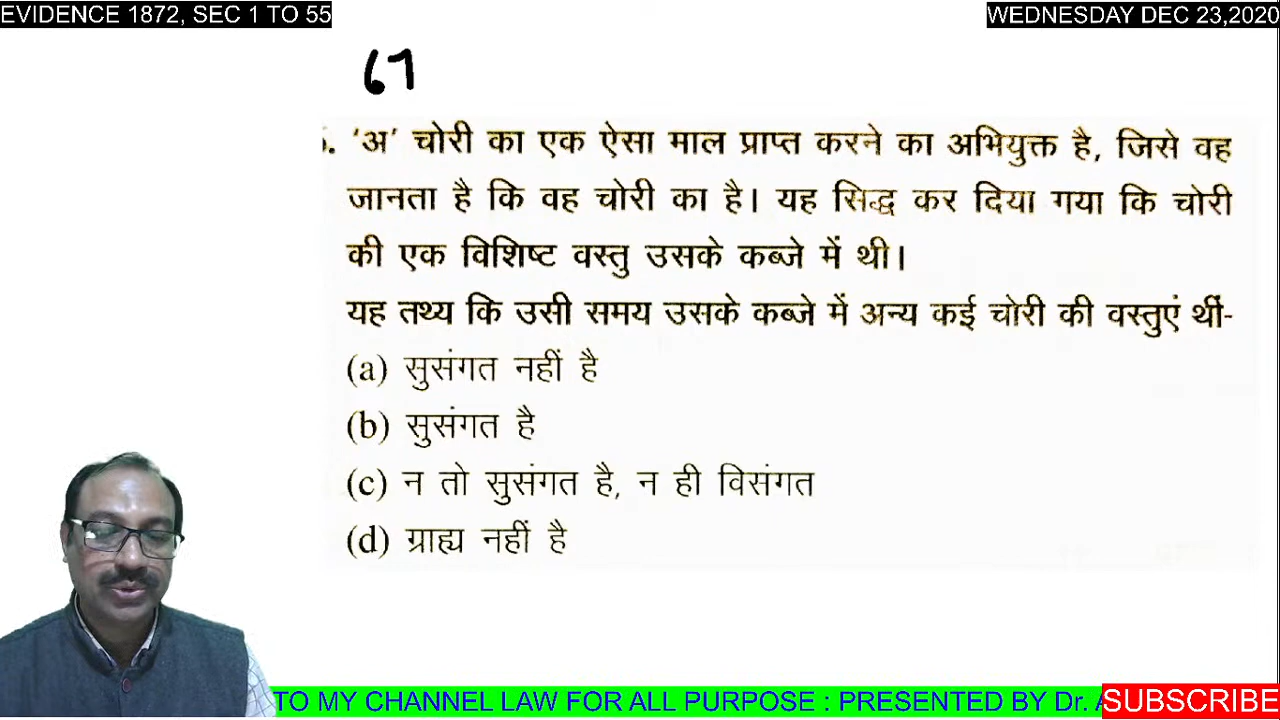 EVIDENCE 1872, SEC 1 TO 55
WEDNESDAY DEC 23,2020
67
'अ' चोरी का एक ऐसा माल प्राप्त करने का अभियुक्त है, जिसे वह
जानता है कि वह चोरी का है। यह सिद्ध कर दिया गया कि चोरी
की एक विशिष्ट वस्तु उसके कब्जे में थी।
यह तथ्य कि उसी समय उसके कब्जे में अन्य कई चोरी की वस्तुएं थीं-
(a) सुसंगत नहीं है
(b) सुसंगत है
(c) न तो सुसंगत है, न ही विसंगत
(d) ग्राह्य नहीं है
TO MY CHANNEL LAW FOR ALL PURPOSE : PRESENTED BY Dr.
SUBSCRIBE